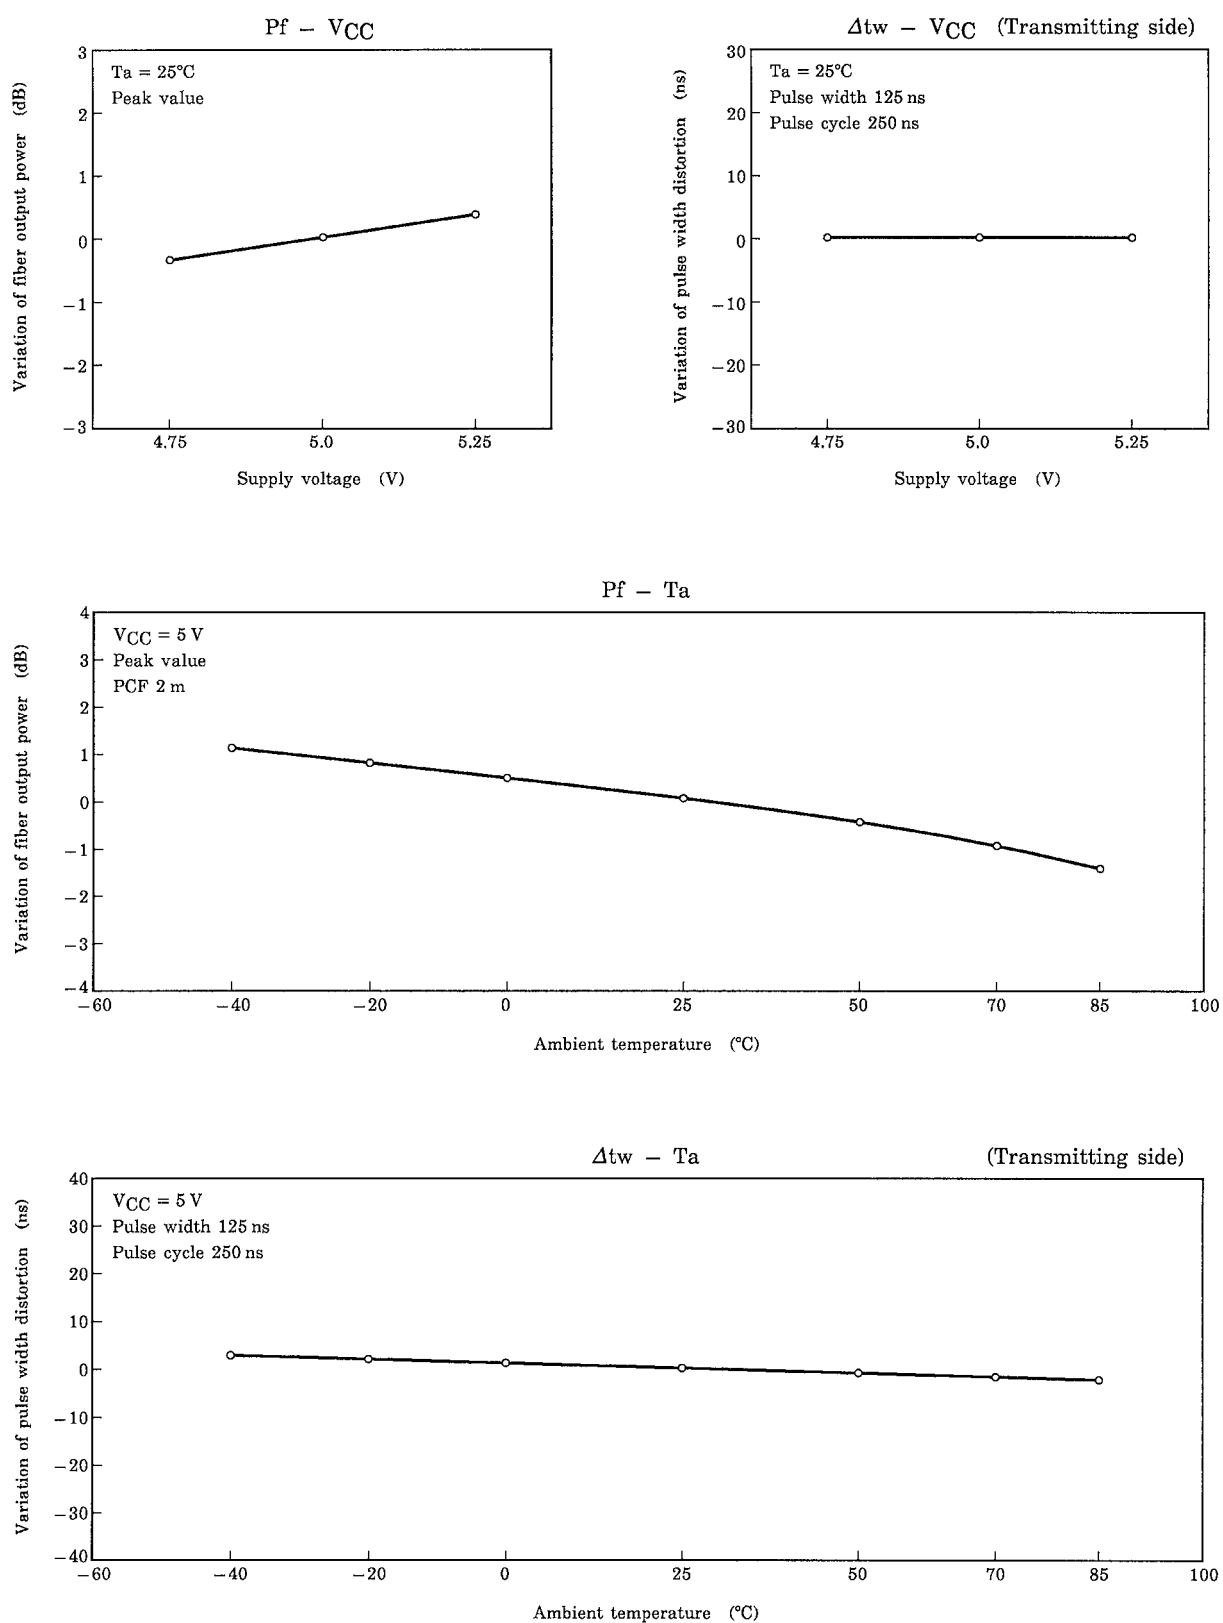 Pf – VCC
Variation of fiber output power (dB)
3
2
1
0
−1
−2
−3
Ta = 25°C
Peak value
4.75 5.0 5.25
Supply voltage (V)
Δtw – VCC (Transmitting side)
Variation of pulse width distortion (ns)
30
20
10
0
−10
−20
−30
Ta = 25°C
Pulse width 125 ns
Pulse cycle 250 ns
4.75 5.0 5.25
Supply voltage (V)
Pf – Ta
Variation of fiber output power (dB)
4
3
2
1
0
−1
−2
−3
−4
VCC = 5 V
Peak value
PCF 2 m
−60 −40 −20 0 25 50 70 85 100
Ambient temperature (°C)
Δtw – Ta (Transmitting side)
Variation of pulse width distortion (ns)
40
30
20
10
0
−10
−20
−30
−40
VCC = 5 V
Pulse width 125 ns
Pulse cycle 250 ns
−60 −40 −20 0 25 50 70 85 100
Ambient temperature (°C)